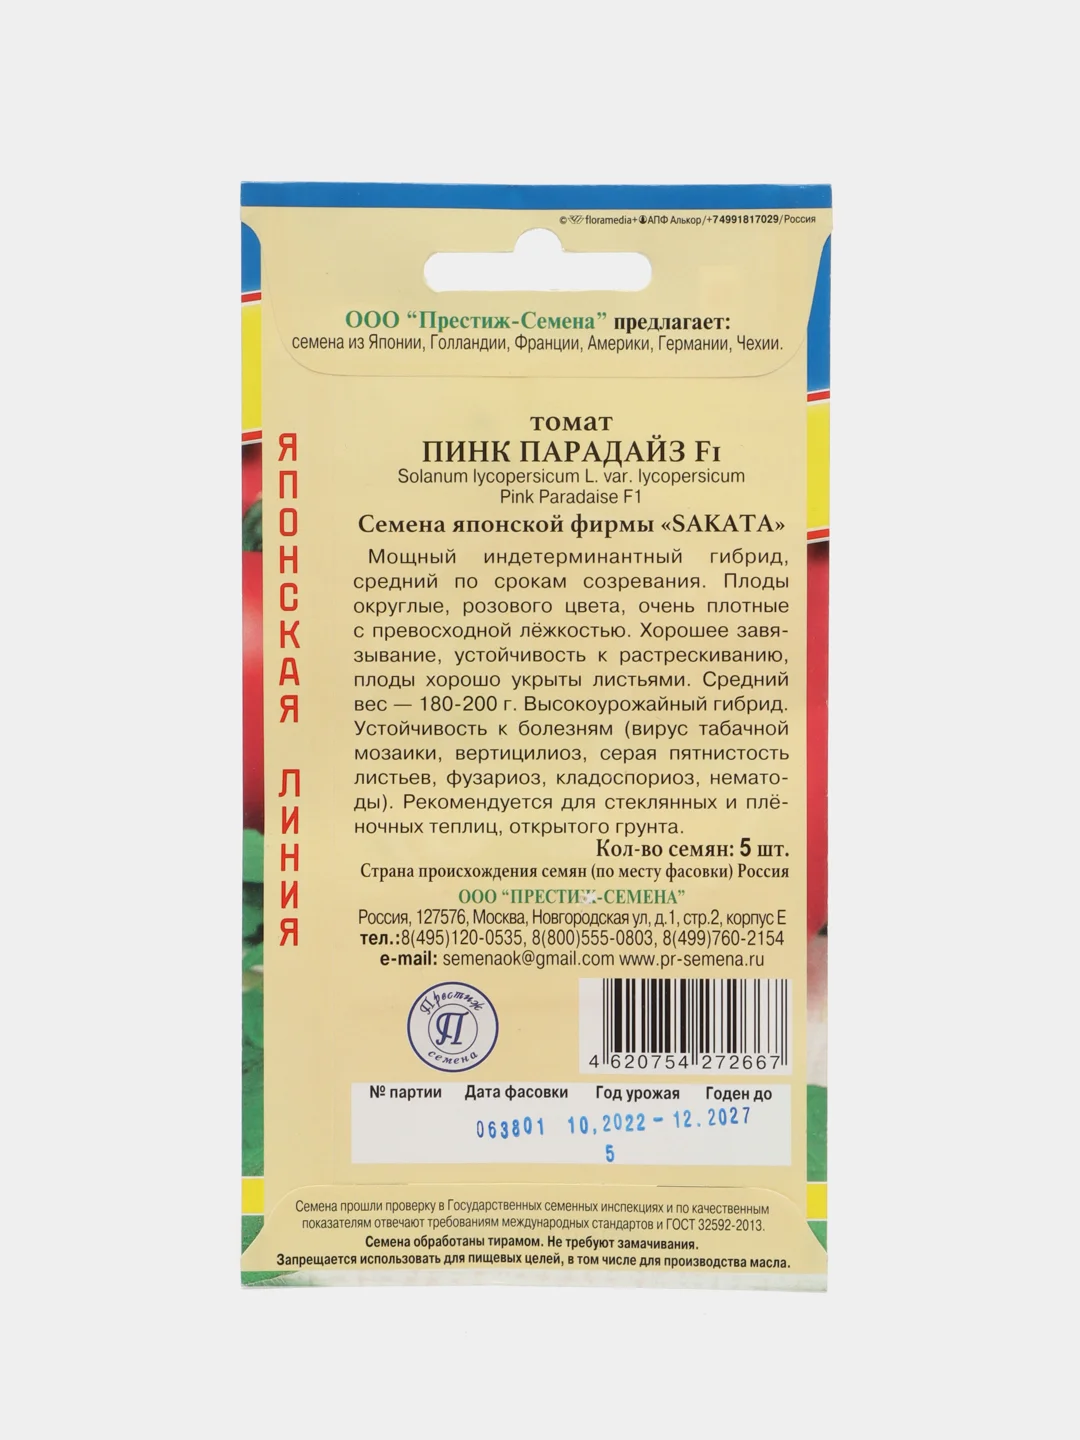 © floramedia+АПФ Алькор/+74991817029/Россия
ООО “Престиж-Семена” предлагает:
семена из Японии, Голландии, Франции, Америки, Германии, Чехии.
ЯПОНСКАЯ ЛИНИЯ
томат
ПИНК ПАРАДАЙЗ F1
Solanum lycopersicum L. var. lycopersicum
Pink Paradaise F1
Семена японской фирмы «SAKATA»
Мощный индетерминантный гибрид,
средний по срокам созревания. Плоды
округлые, розового цвета, очень плотные
с превосходной лёжкостью. Хорошее завя-
зывание, устойчивость к растрескиванию,
плоды хорошо укрыты листьями. Средний
вес — 180-200 г. Высокоурожайный гибрид.
Устойчивость к болезням (вирус табачной
мозаики, вертицилиоз, серая пятнистость
листьев, фузариоз, кладоспориоз, немато-
ды). Рекомендуется для стеклянных и плё-
ночных теплиц, открытого грунта.
Кол-во семян: 5 шт.
Страна происхождения семян (по месту фасовки) Россия
ООО “ПРЕСТИЖ-СЕМЕНА”
Россия, 127576, Москва, Новгородская ул, д.1, стр.2, корпус Е
тел.:8(495)120-0535, 8(800)555-0803, 8(499)760-2154
e-mail: semenaok@gmail.com www.pr-semena.ru
Престиж
П
семена
4 620754 272667
№ партии Дата фасовки Год урожая Годен до
063801 10,2022-12.2027
5
Семена прошли проверку в Государственных семенных инспекциях и по качественным
показателям отвечают требованиям международных стандартов и ГОСТ 32592-2013.
Семена обработаны тирамом. Не требуют замачивания.
Запрещается использовать для пищевых целей, в том числе для производства масла.